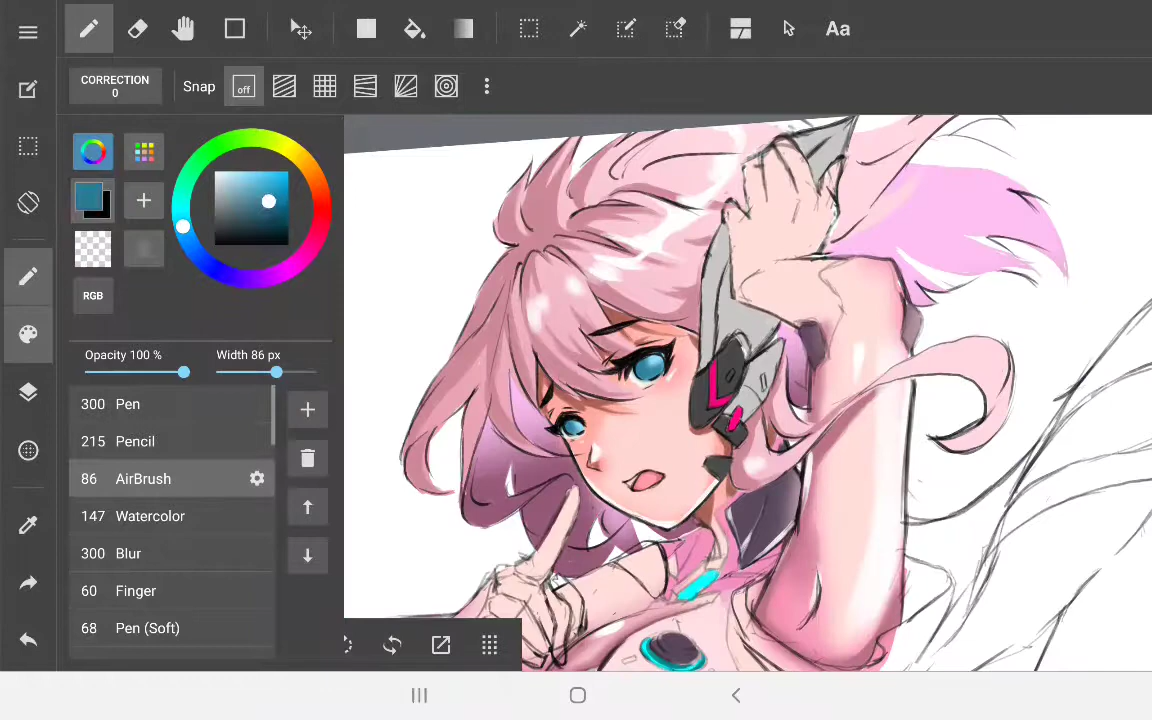 Aa
CORRECTION
0
Snap
off
RGB
Opacity 100 %
Width 86 px
300 Pen
215 Pencil
86 AirBrush
147 Watercolor
300 Blur
60 Finger
68 Pen (Soft)